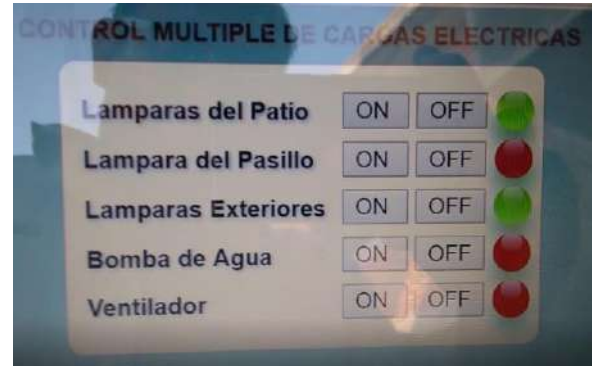 CONTROL MULTIPLE DE CARGAS ELECTRICAS
Lamparas del Patio ON OFF
Lampara del Pasillo ON OFF
Lamparas Exteriores ON OFF
Bomba de Agua ON OFF
Ventilador ON OFF